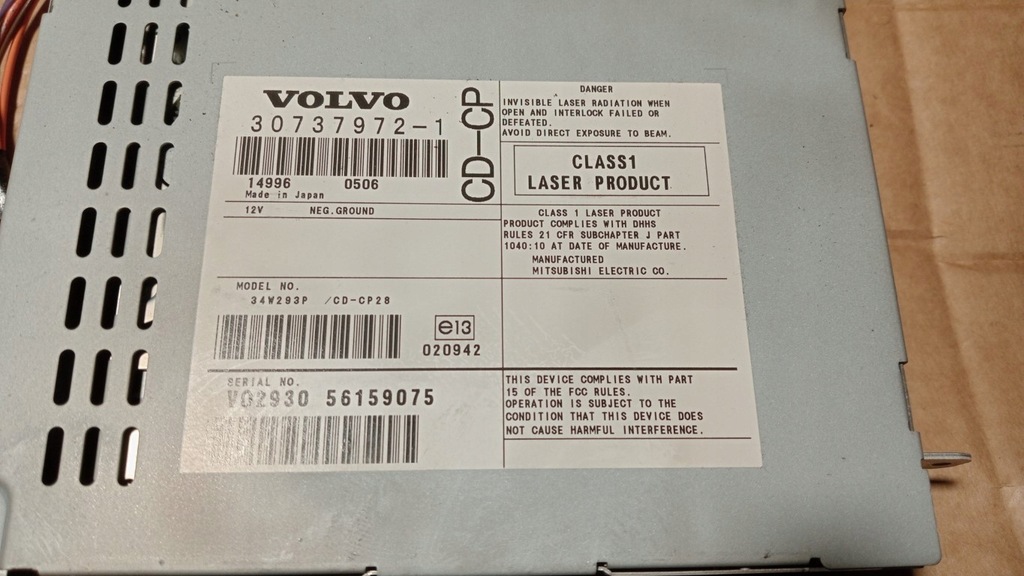 VOLVO
30737972-1
CD-CP
14996 0506
Made in Japan
12V NEG.GROUND
MODEL NO.
34W293P /CD-CP28
e13
020942
SERIAL NO.
VO2930 56159075
DANGER
INVISIBLE LASER RADIATION WHEN
OPEN AND INTERLOCK FAILED OR
DEFEATED.
AVOID DIRECT EXPOSURE TO BEAM.
CLASS1
LASER PRODUCT
CLASS 1 LASER PRODUCT
PRODUCT COMPLIES WITH DHHS
RULES 21 CFR SUBCHAPTER J PART
1040:10 AT DATE OF MANUFACTURE.
MANUFACTURED
MITSUBISHI ELECTRIC CO.
THIS DEVICE COMPLIES WITH PART
15 OF THE FCC RULES.
OPERATION IS SUBJECT TO THE
CONDITION THAT THIS DEVICE DOES
NOT CAUSE HARMFUL INTERFERENCE.